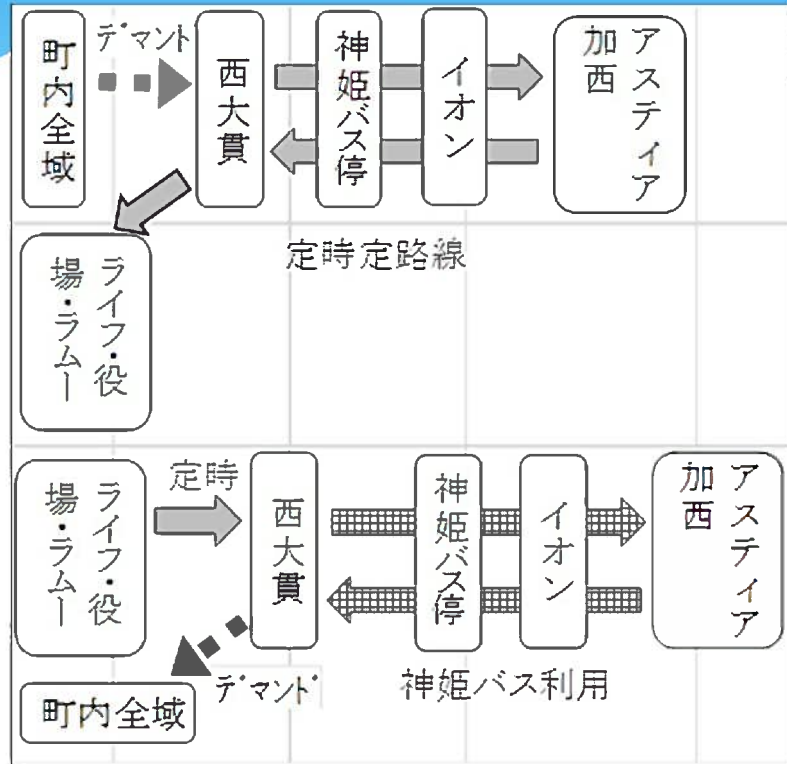 町内全域
デマンド
西大貫
神姫バス停
イオン
アスティア
加西
定時定路線
ライフ・役
場・ラムー
ライフ・役
場・ラムー
定時
西大貫
神姫バス停
イオン
アスティア
加西
デマンド
町内全域
神姫バス利用